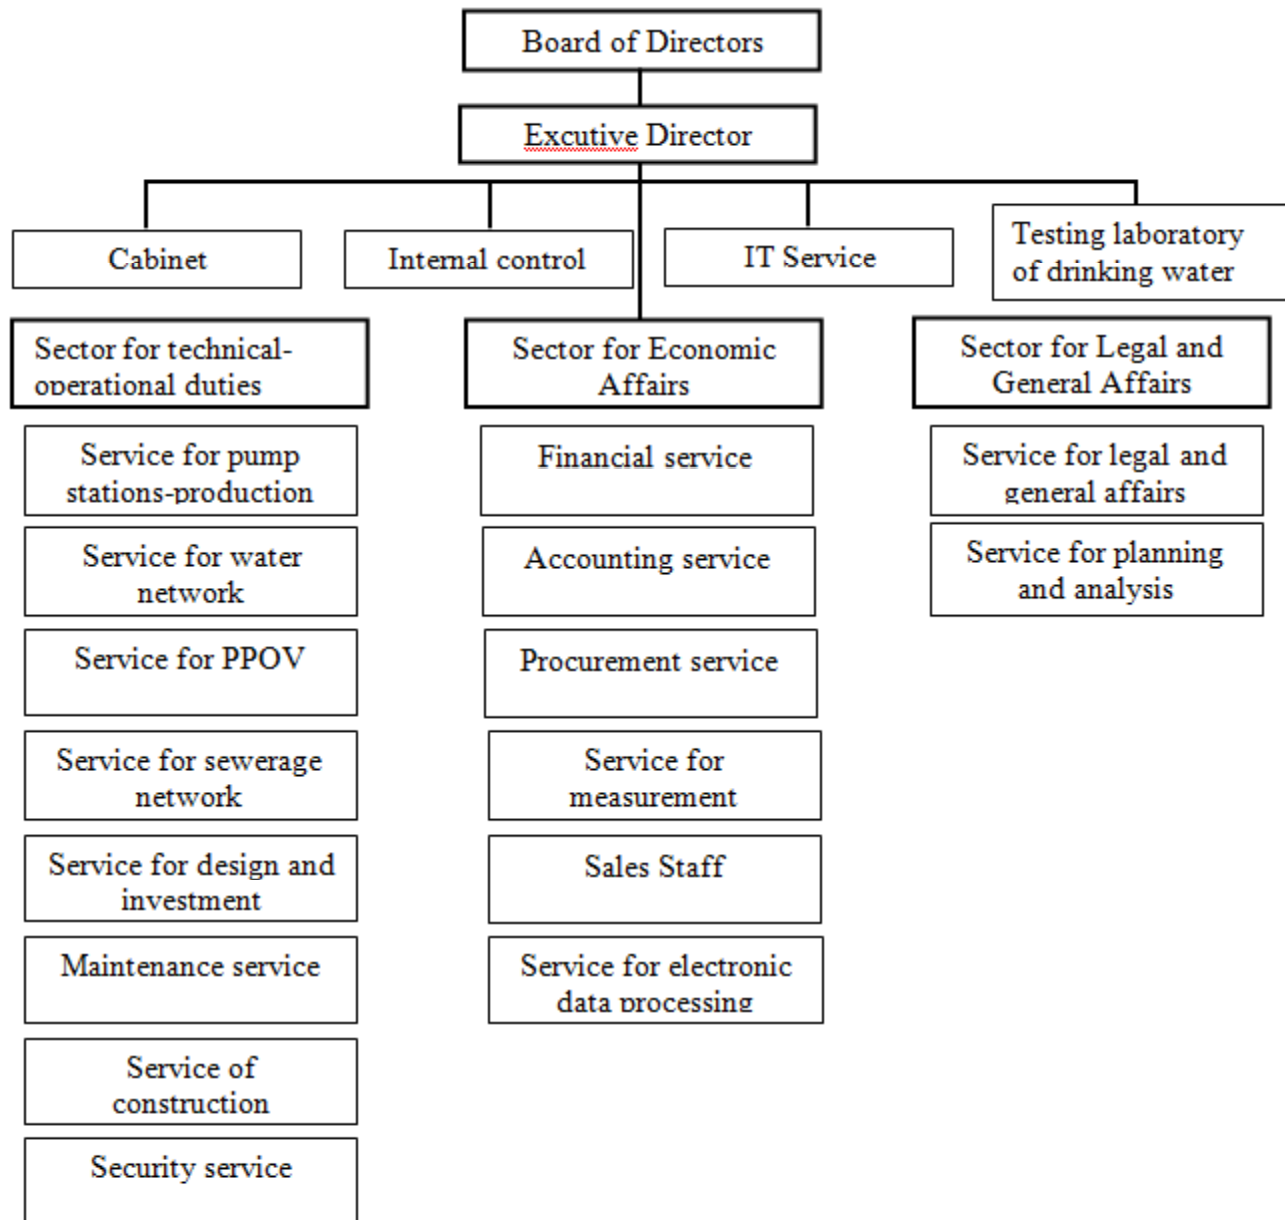 Board of Directors
Excutive Director
Cabinet
Internal control
IT Service
Testing laboratory
of drinking water
Sector for technical-
operational duties
Sector for Economic
Affairs
Sector for Legal and
General Affairs
Service for pump
stations-production
Financial service
Service for legal and
general affairs
Service for water
network
Accounting service
Service for planning
and analysis
Service for PPOV
Procurement service
Service for sewerage
network
Service for
measurement
Service for design and
investment
Sales Staff
Maintenance service
Service for electronic
data processing
Service of
construction
Security service